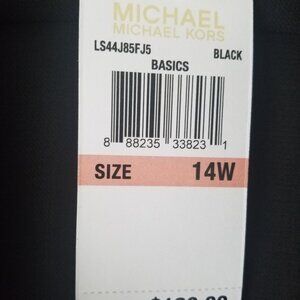 MICHAEL
MICHAEL KORS
LS44J85FJ5 BLACK
BASICS
8 88235 33823 1
SIZE 14W